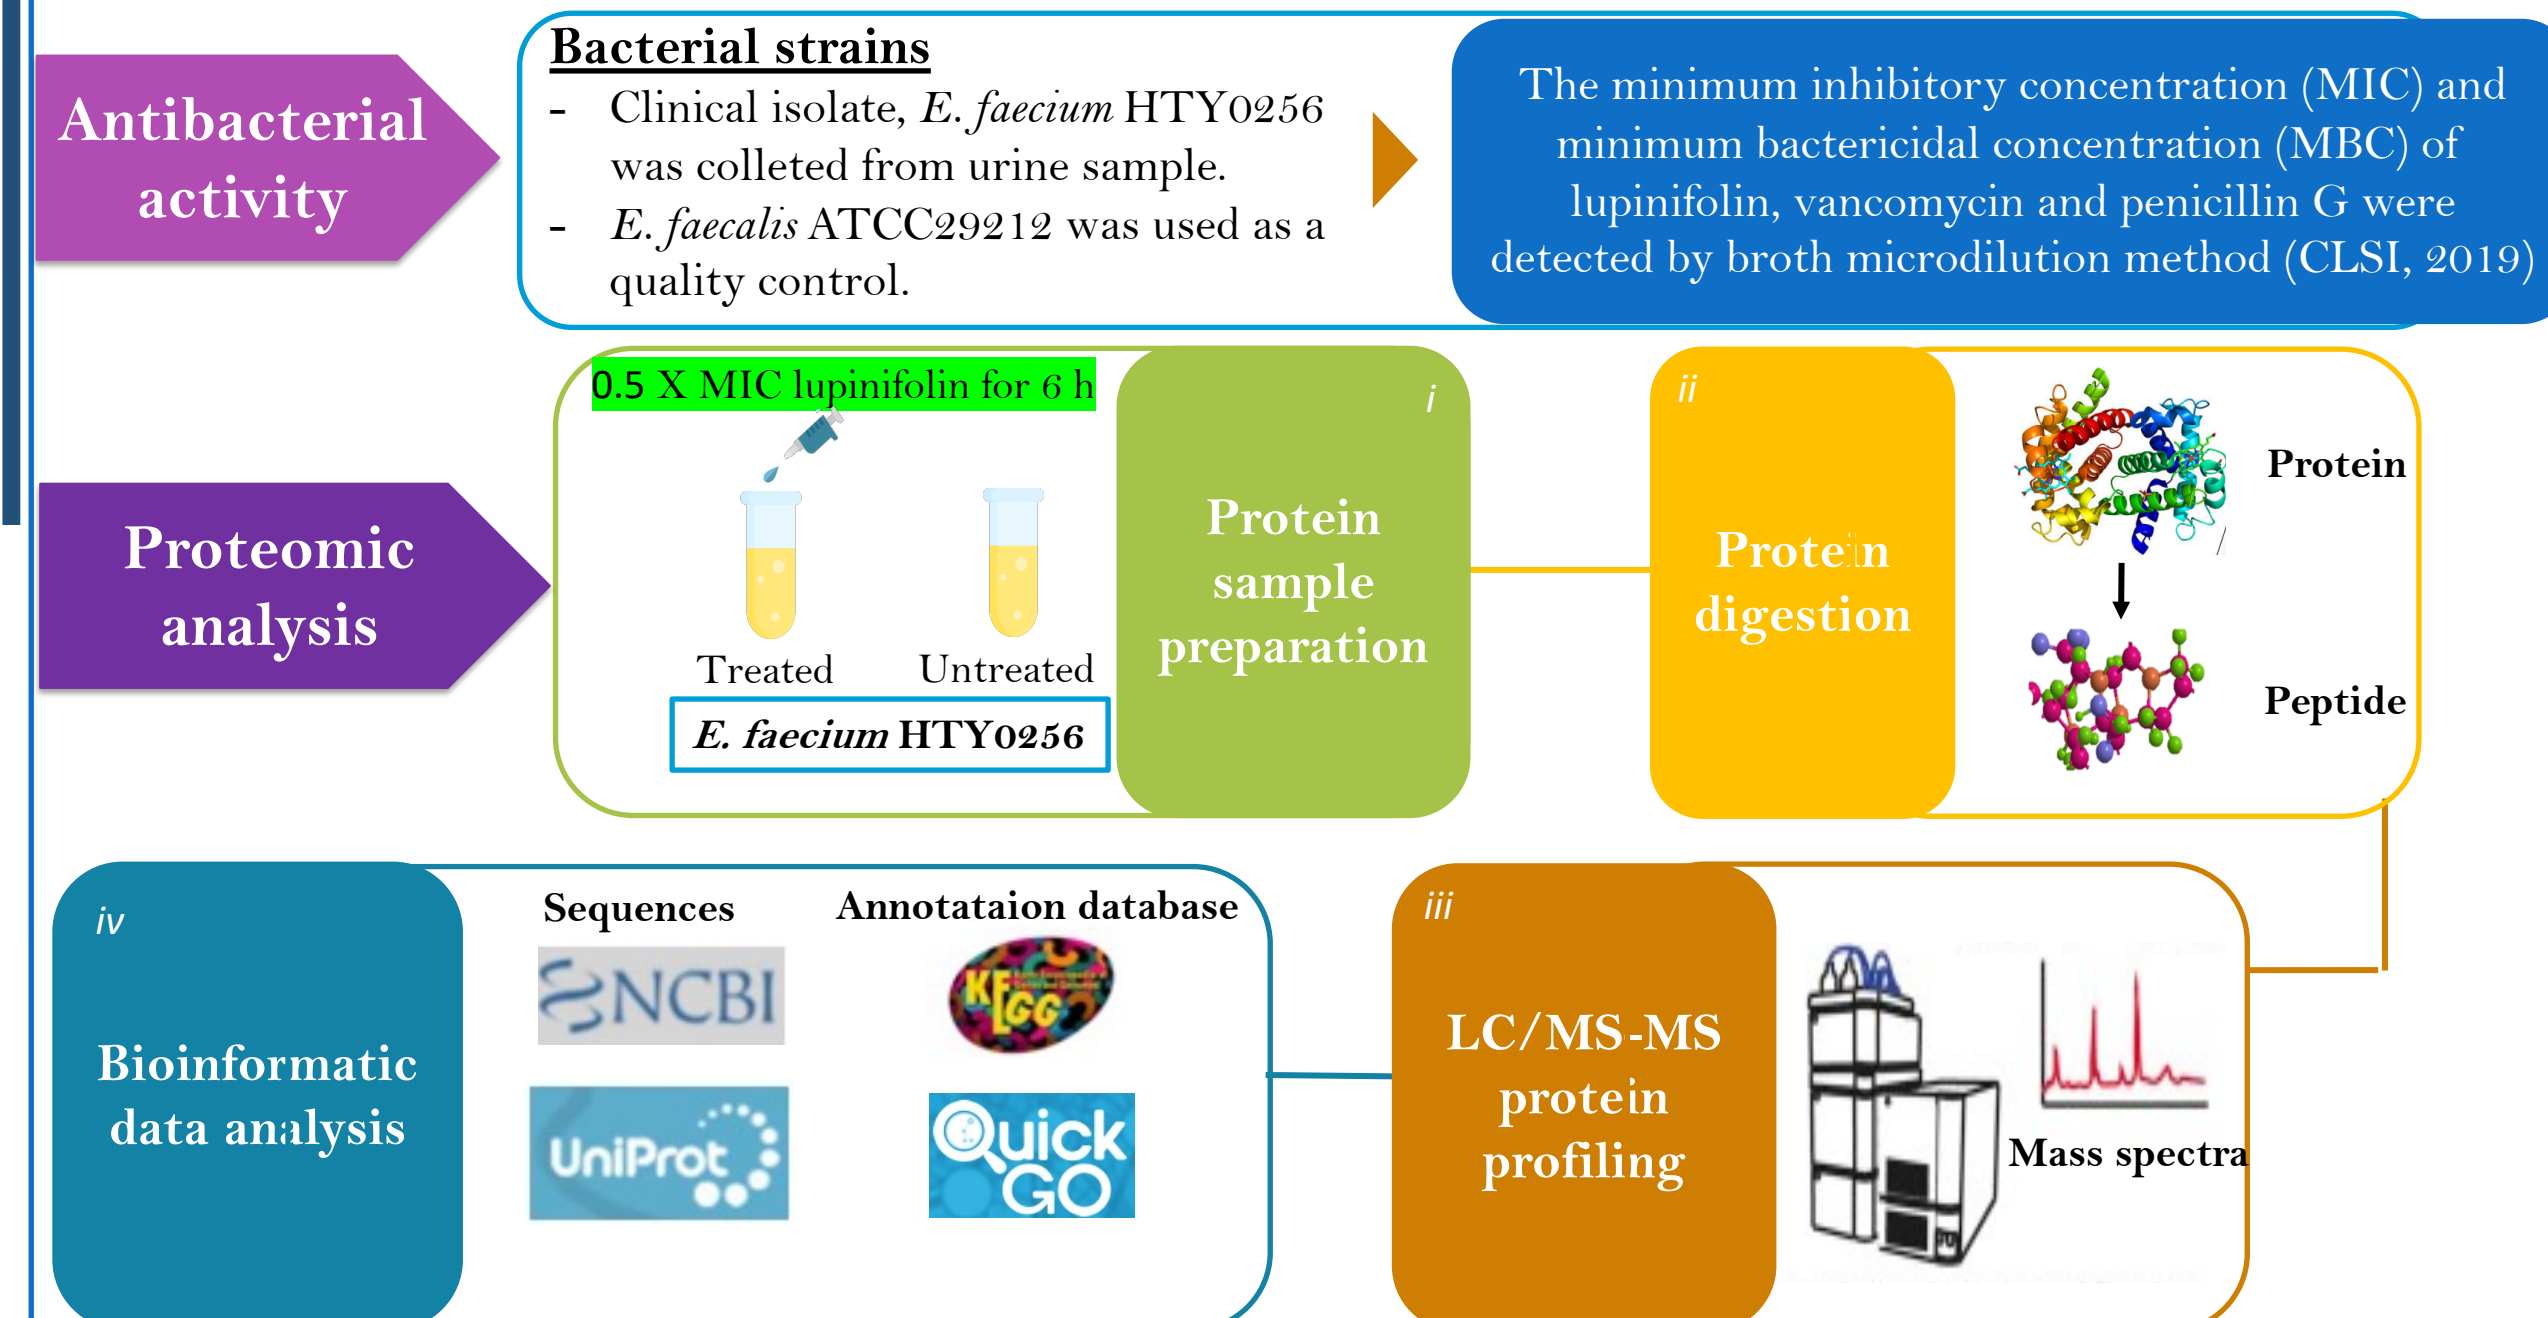 Antibacterial
activity
Bacterial strains
- Clinical isolate, E. faecium HTY0256
was colleted from urine sample.
- E. faecalis ATCC29212 was used as a
quality control.
The minimum inhibitory concentration (MIC) and
minimum bactericidal concentration (MBC) of
lupinifolin, vancomycin and penicillin G were
detected by broth microdilution method (CLSI, 2019)
Proteomic
analysis
0.5 X MIC lupinifolin for 6 h
Treated
Untreated
E. faecium HTY0256
i
Protein
sample
preparation
ii
Protein
digestion
Protein
Peptide
iii
LC/MS-MS
protein
profiling
Mass spectra
iv
Bioinformatic
data analysis
Sequences
NCBI
UniProt
Annotataion database
KEGG
QuickGO